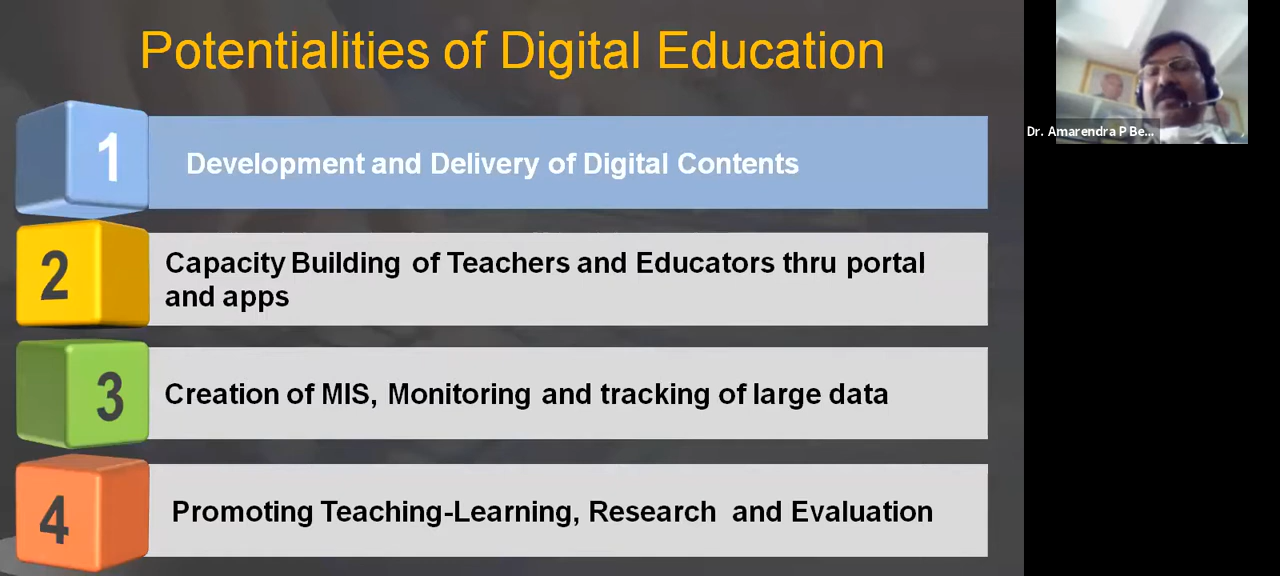 Potentialities of Digital Education
1
Development and Delivery of Digital Contents
2
Capacity Building of Teachers and Educators thru portal
and apps
3
Creation of MIS, Monitoring and tracking of large data
4
Promoting Teaching-Learning, Research and Evaluation
Dr. Amarendra P Be...